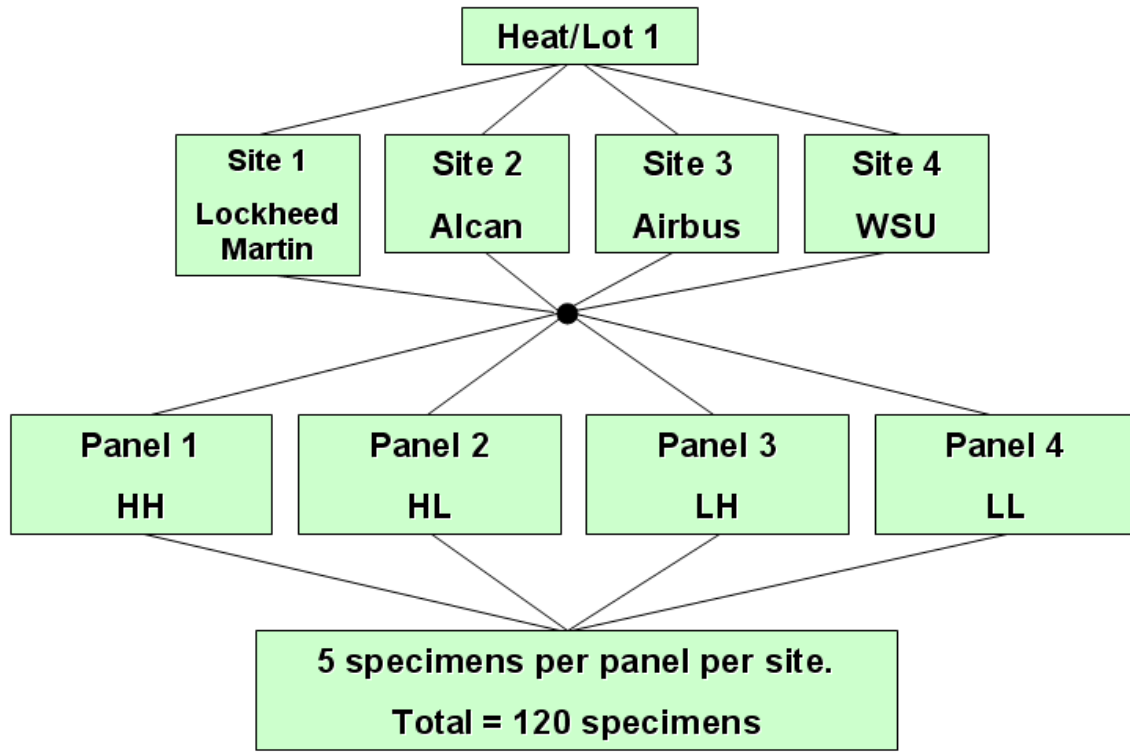 Heat/Lot 1
Site 1
Lockheed
Martin
Site 2
Alcan
Site 3
Airbus
Site 4
WSU
Panel 1
HH
Panel 2
HL
Panel 3
LH
Panel 4
LL
5 specimens per panel per site.
Total = 120 specimens